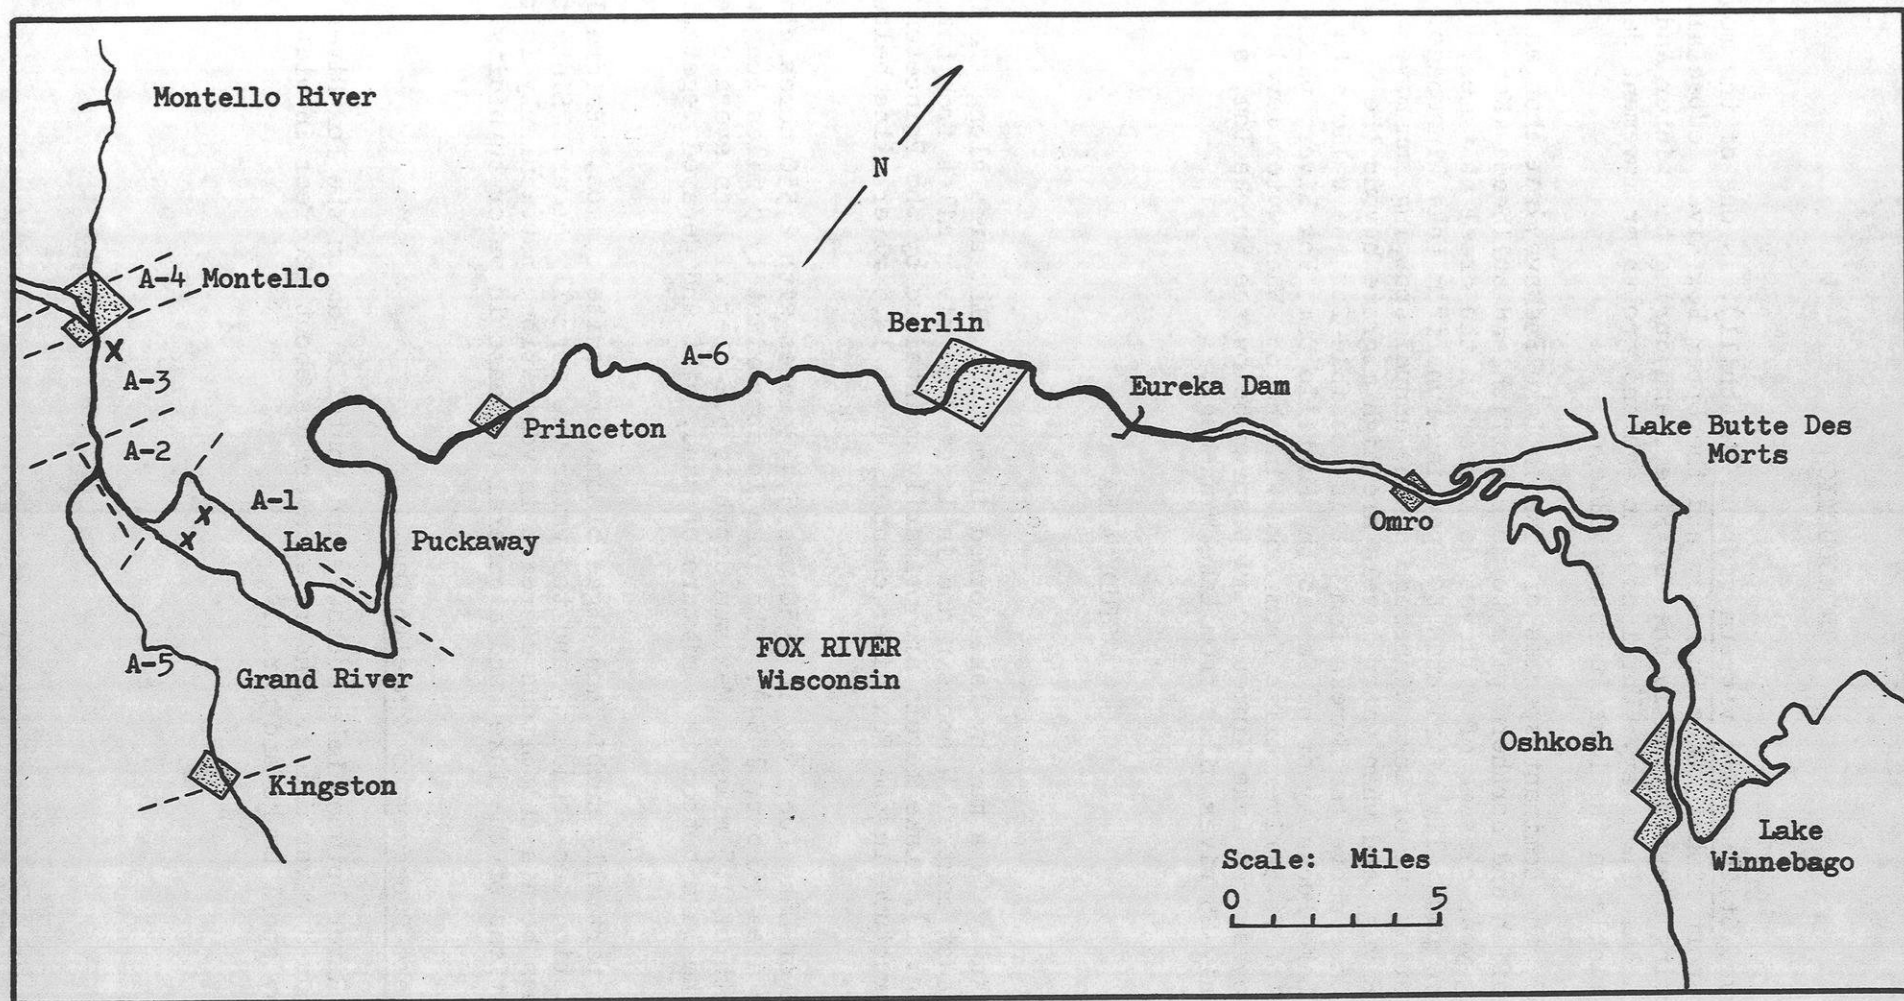 Montello River
N
A-4 Montello
Berlin
A-6
Eureka Dam
A-3
Princeton
Lake Butte Des
Morts
A-2
A-1
Omro
Lake Puckaway
FOX RIVER
Wisconsin
A-5
Grand River
Oshkosh
Kingston
Lake
Winnebago
Scale: Miles
0 5
X
X
X